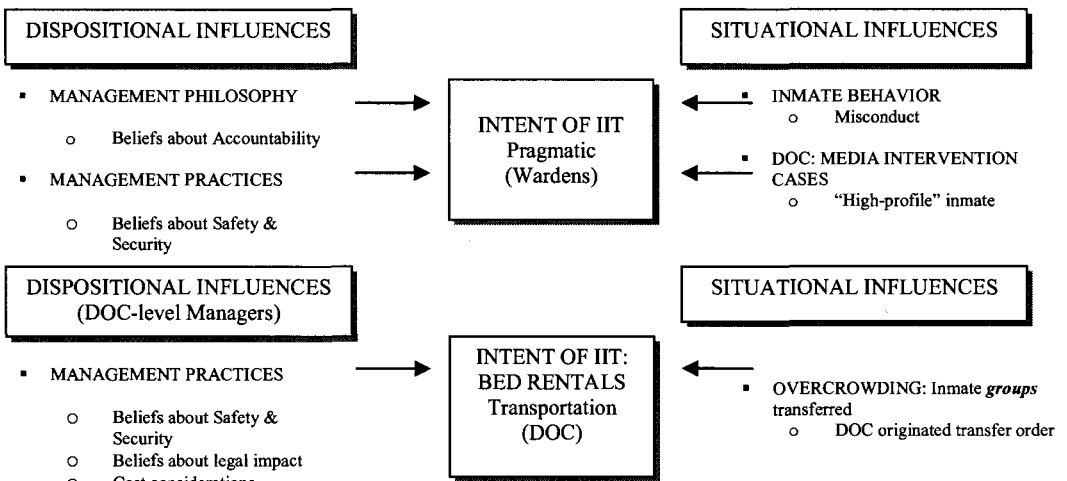 DISPOSITIONAL INFLUENCES
▪ MANAGEMENT PHILOSOPHY
o Beliefs about Accountability
▪ MANAGEMENT PRACTICES
o Beliefs about Safety &
Security
INTENT OF IIT
Pragmatic
(Wardens)
SITUATIONAL INFLUENCES
▪ INMATE BEHAVIOR
o Misconduct
▪ DOC: MEDIA INTERVENTION
CASES
o “High-profile” inmate
DISPOSITIONAL INFLUENCES
(DOC-level Managers)
▪ MANAGEMENT PRACTICES
o Beliefs about Safety &
Security
o Beliefs about legal impact
o Cost considerations
INTENT OF IIT:
BED RENTALS
Transportation
(DOC)
SITUATIONAL INFLUENCES
▪ OVERCROWDING: Inmate groups
transferred
o DOC originated transfer order